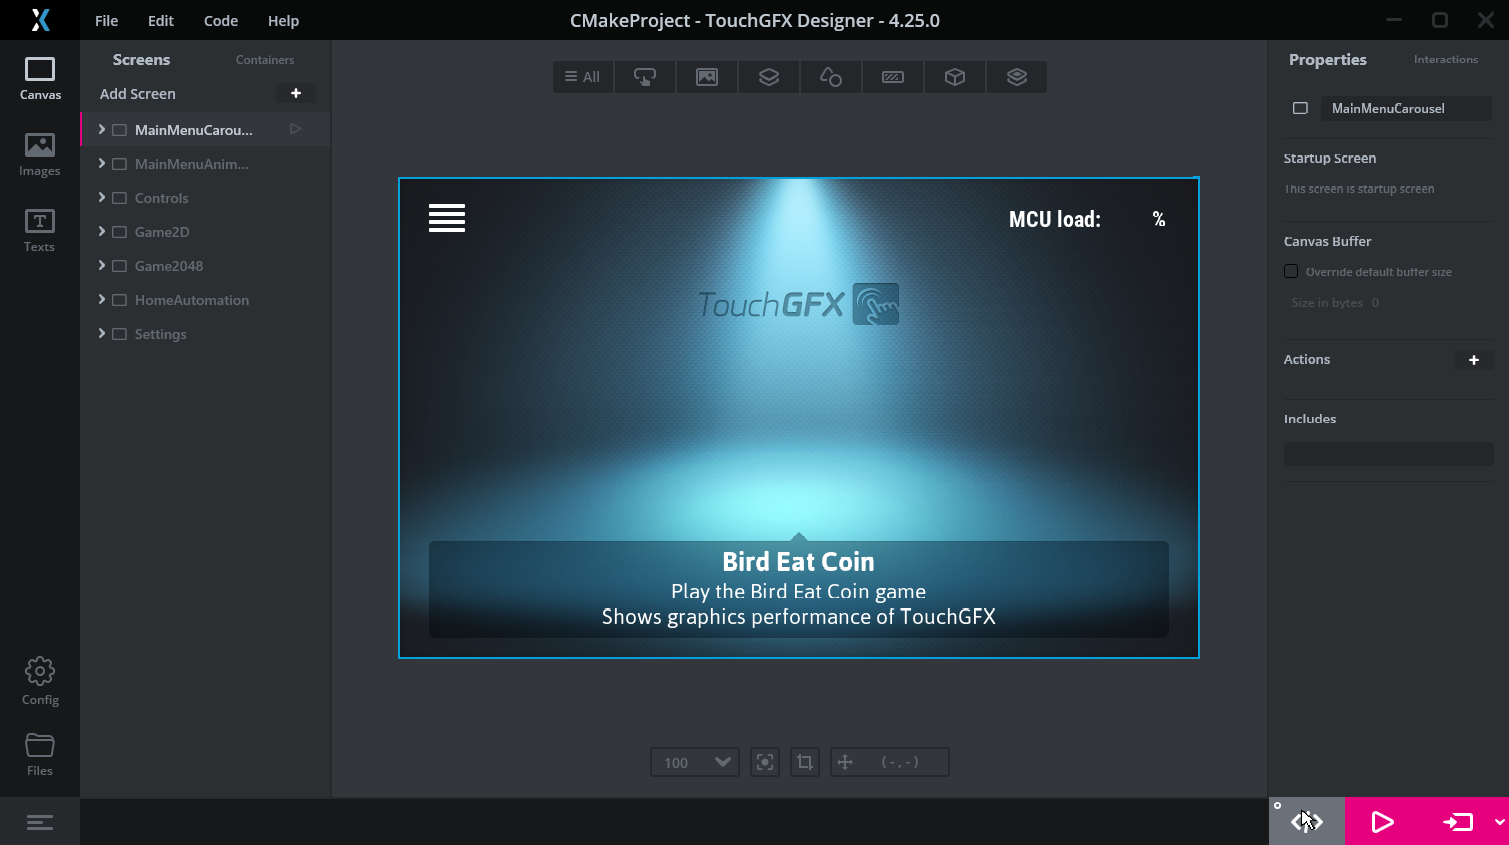 File Edit Code Help
CMakeProject - TouchGFX Designer - 4.25.0
Canvas
Images
Texts
Config
Files
Screens Containers
Add Screen
MainMenuCarou...
MainMenuAnim...
Controls
Game2D
Game2048
HomeAutomation
Settings
All
MCU load: %
TouchGFX
Bird Eat Coin
Play the Bird Eat Coin game
Shows graphics performance of TouchGFX
100
(-,-)
Properties Interactions
MainMenuCarousel
Startup Screen
This screen is startup screen
Canvas Buffer
Override default buffer size
Size in bytes 0
Actions
Includes